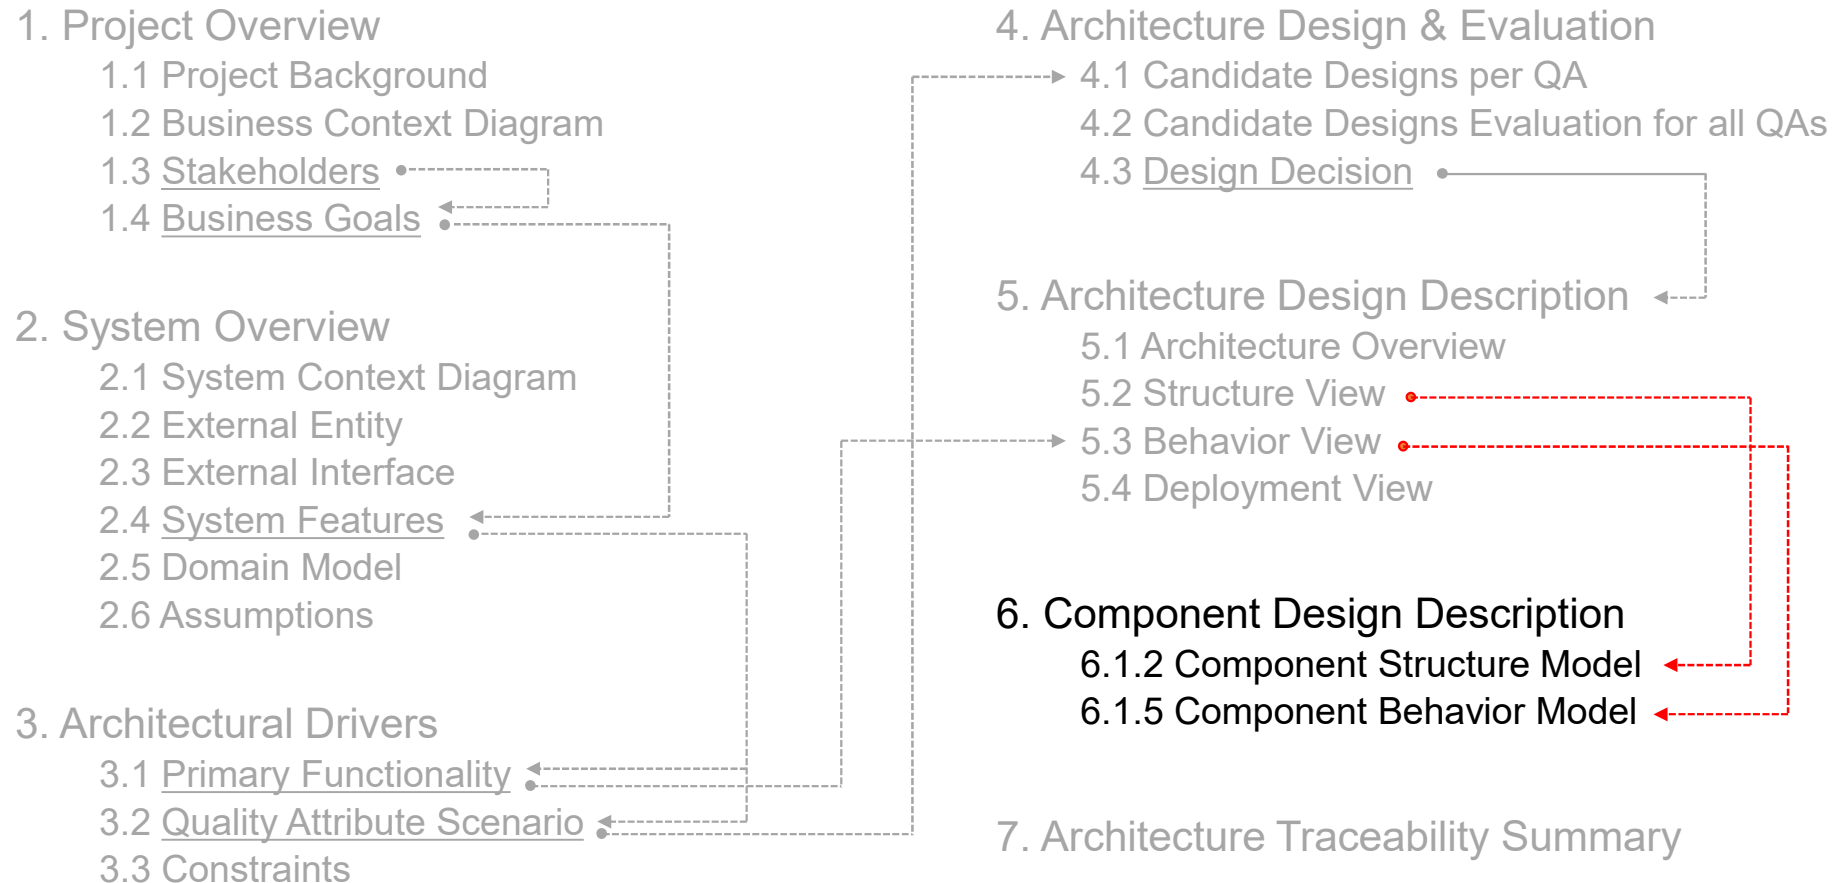 1. Project Overview
1.1 Project Background
1.2 Business Context Diagram
1.3 Stakeholders
1.4 Business Goals
2. System Overview
2.1 System Context Diagram
2.2 External Entity
2.3 External Interface
2.4 System Features
2.5 Domain Model
2.6 Assumptions
3. Architectural Drivers
3.1 Primary Functionality
3.2 Quality Attribute Scenario
3.3 Constraints
4. Architecture Design & Evaluation
4.1 Candidate Designs per QA
4.2 Candidate Designs Evaluation for all QAs
4.3 Design Decision
5. Architecture Design Description
5.1 Architecture Overview
5.2 Structure View
5.3 Behavior View
5.4 Deployment View
6. Component Design Description
6.1.2 Component Structure Model
6.1.5 Component Behavior Model
7. Architecture Traceability Summary